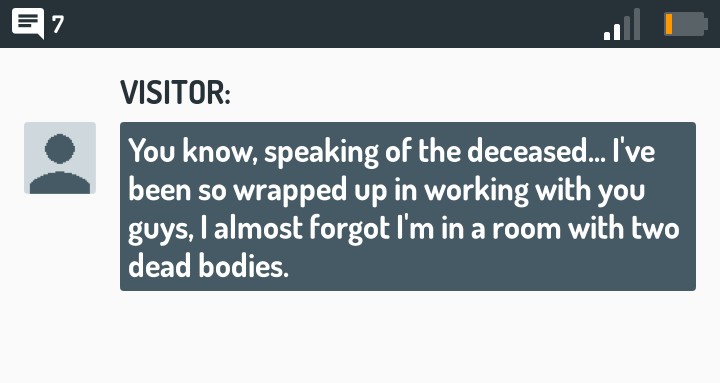 7
VISITOR:
You know, speaking of the deceased... I've
been so wrapped up in working with you
guys, I almost forgot I'm in a room with two
dead bodies.